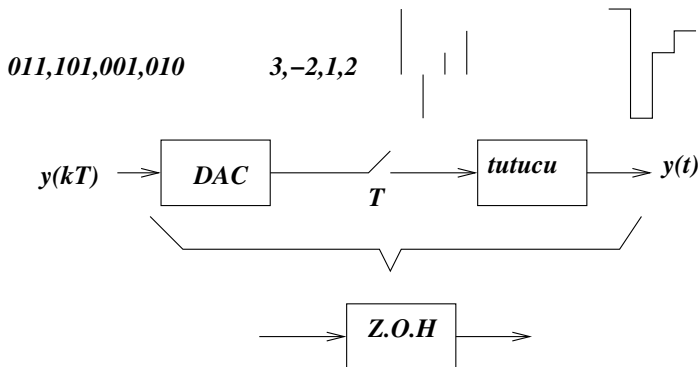 011,101,001,010
3,−2,1,2
y(kT)
DAC
T
tutucu
y(t)
Z.O.H